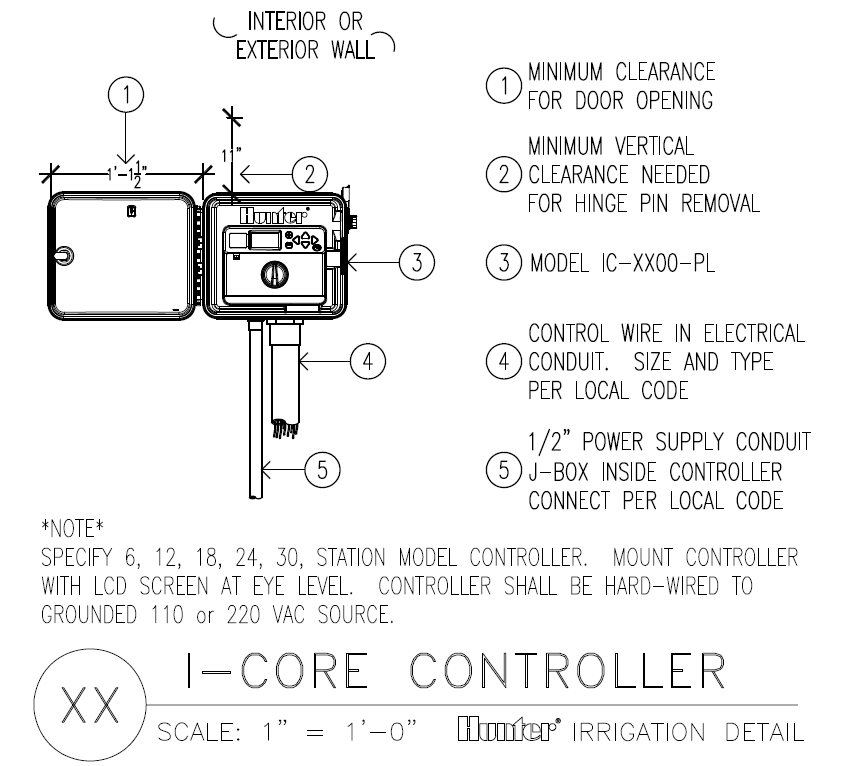 INTERIOR OR
EXTERIOR WALL
1
1'-1 1/2"
11"
2
Hunter®
3
4
5
1 MINIMUM CLEARANCE
FOR DOOR OPENING
MINIMUM VERTICAL
2 CLEARANCE NEEDED
FOR HINGE PIN REMOVAL
3 MODEL IC-XX00-PL
CONTROL WIRE IN ELECTRICAL
4 CONDUIT. SIZE AND TYPE
PER LOCAL CODE
1/2" POWER SUPPLY CONDUIT
5 J-BOX INSIDE CONTROLLER
CONNECT PER LOCAL CODE
*NOTE*
SPECIFY 6, 12, 18, 24, 30, STATION MODEL CONTROLLER. MOUNT CONTROLLER
WITH LCD SCREEN AT EYE LEVEL. CONTROLLER SHALL BE HARD-WIRED TO
GROUNDED 110 or 220 VAC SOURCE.
XX
I-CORE CONTROLLER
SCALE: 1" = 1'-0" Hunter® IRRIGATION DETAIL